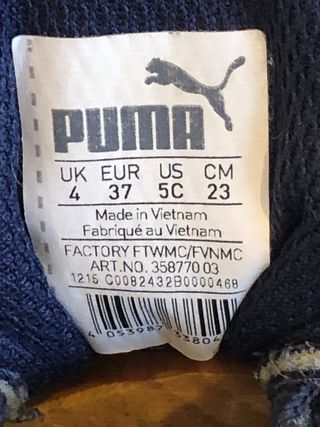 PUMA
UK EUR US CM
4 37 5C 23
Made in Vietnam
Fabriqué au Vietnam
FACTORY FTWMC/FVNMC
ART.NO. 358770 03
1215 C0082432B0000468